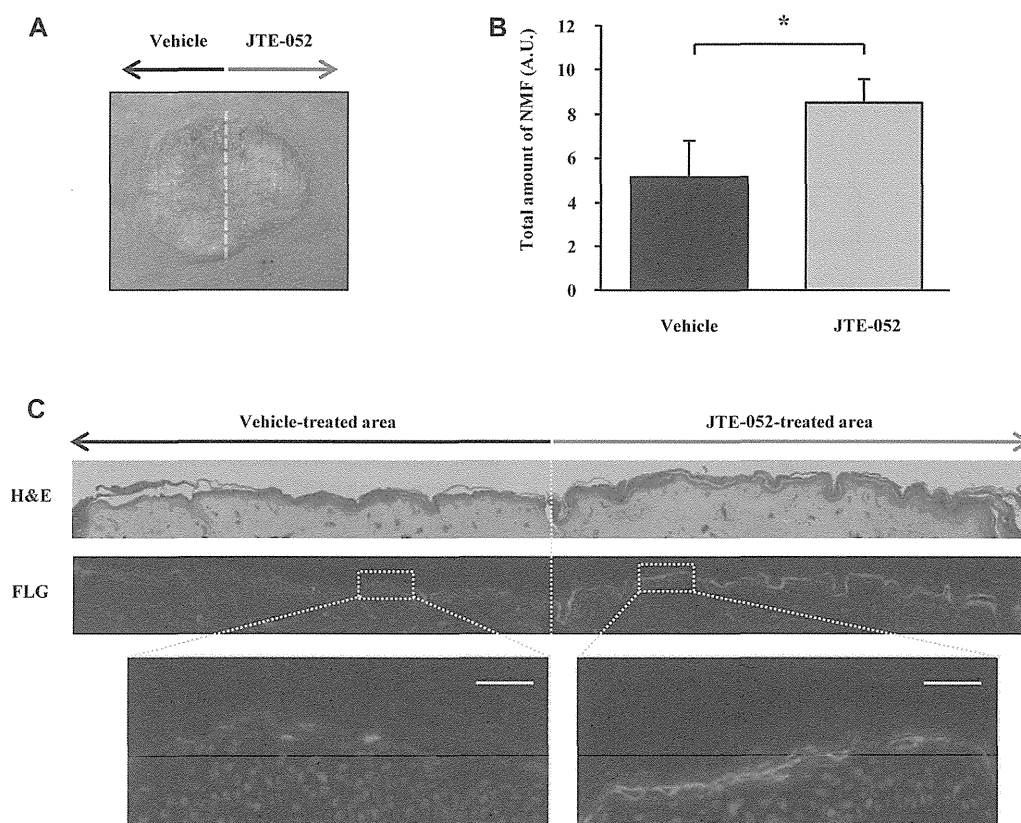 A
Vehicle JTE-052
B
Total amount of NMF (A.U.)
12
10
8
6
4
2
0
*
Vehicle JTE-052
C
Vehicle-treated area JTE-052-treated area
H&E
FLG